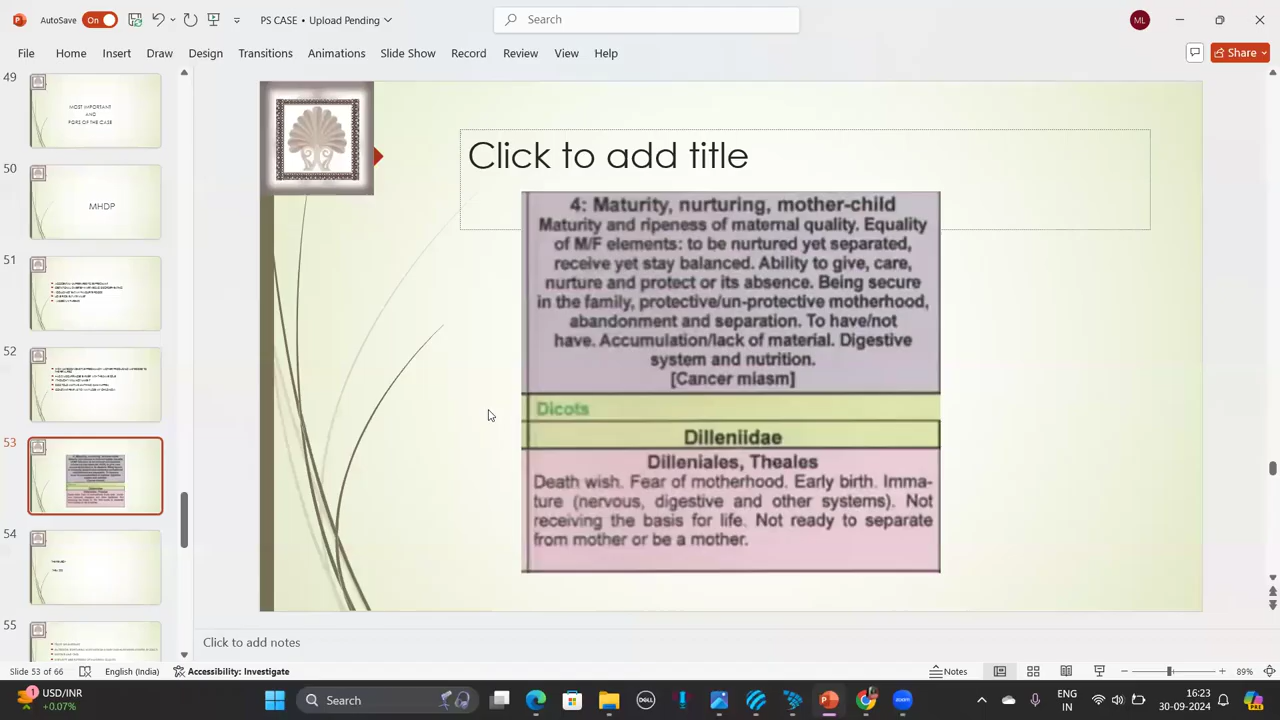 AutoSave On PS CASE • Upload Pending Search ML
File Home Insert Draw Design Transitions Animations Slide Show Record Review View Help Share
49
MOST IMPORTANT
AND
PQRS OF THE CASE
50
MHDP
51
52
53
54
55
Click to add title
4: Maturity, nurturing, mother-child
Maturity and ripeness of maternal quality. Equality
of M/F elements: to be nurtured yet separated,
receive yet stay balanced. Ability to give, care,
nurture and protect or its absence. Being secure
in the family, protective/un-protective motherhood,
abandonment and separation. To have/not
have. Accumulation/lack of material. Digestive
system and nutrition.
[Cancer miasm]
Dicots
Dilleniidae
Dilleniales, Theales
Death wish. Fear of motherhood. Early birth. Imma-
ture (nervous, digestive and other systems). Not
receiving the basis for life. Not ready to separate
from mother or be a mother.
Click to add notes
Slide 53 of 66 English (India) Accessibility: Investigate Notes 89%
USD/INR
+0.07%
Search
DELL
zoom
ENG
IN
16:23
30-09-2024